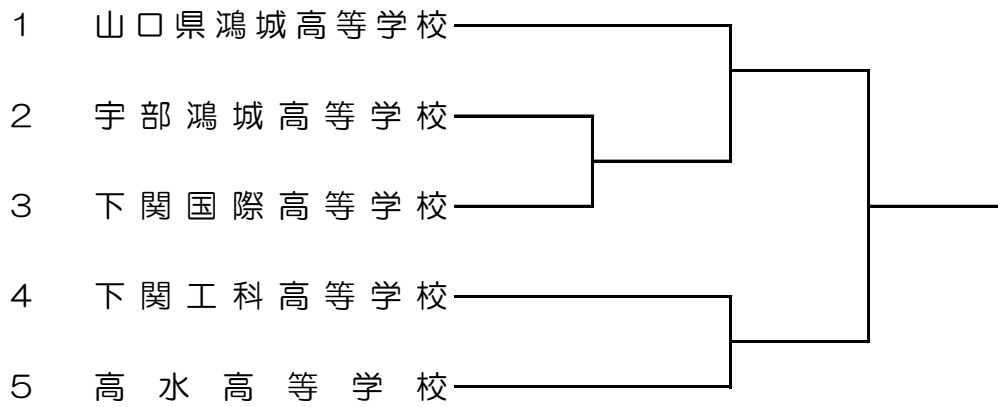 1 山口県鴻城高等学校
2 宇部鴻城高等学校
3 下関国際高等学校
4 下関工科高等学校
5 高水高等学校